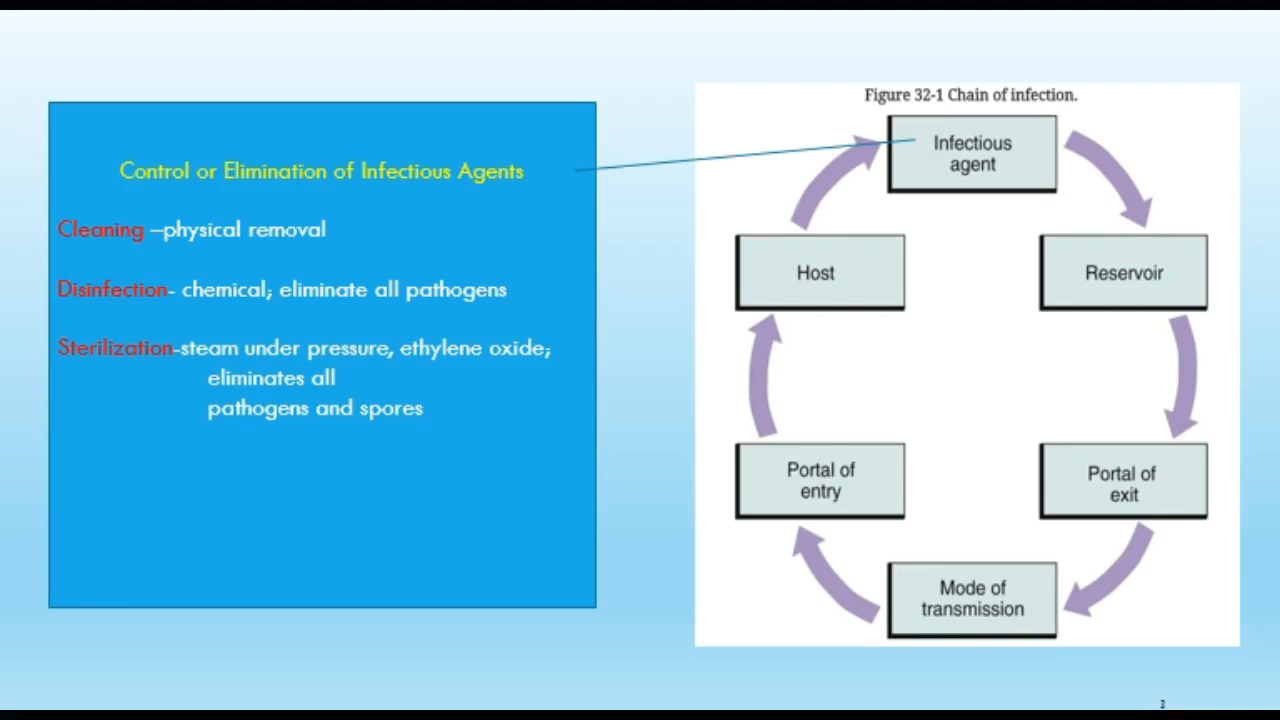 Control or Elimination of Infectious Agents
Cleaning –physical removal
Disinfection- chemical; eliminate all pathogens
Sterilization-steam under pressure, ethylene oxide;
eliminates all
pathogens and spores
Figure 32-1 Chain of infection.
Infectious
agent
Reservoir
Portal of
exit
Mode of
transmission
Portal of
entry
Host
3